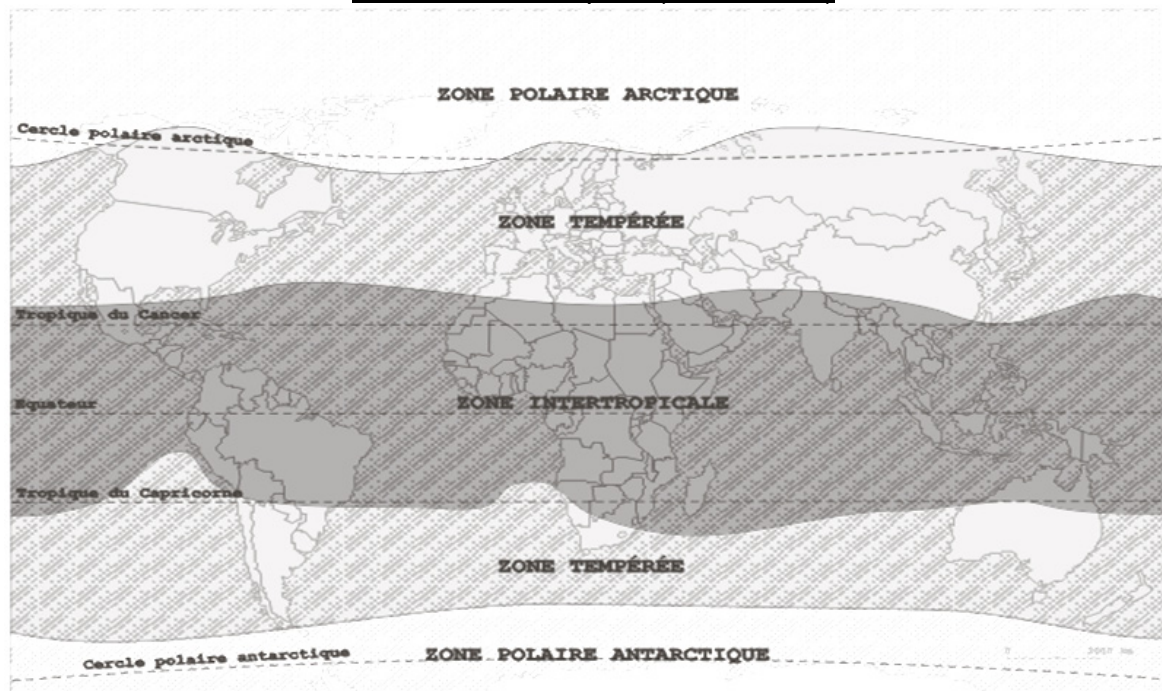 ZONE POLAIRE ARCTIQUE
Cercle polaire arctique
ZONE TEMPÉRÉE
Tropique du Cancer
Equateur
ZONE INTERTROPICALE
Tropique du Capricorne
ZONE TEMPÉRÉE
Cercle polaire antarctique
ZONE POLAIRE ANTARCTIQUE